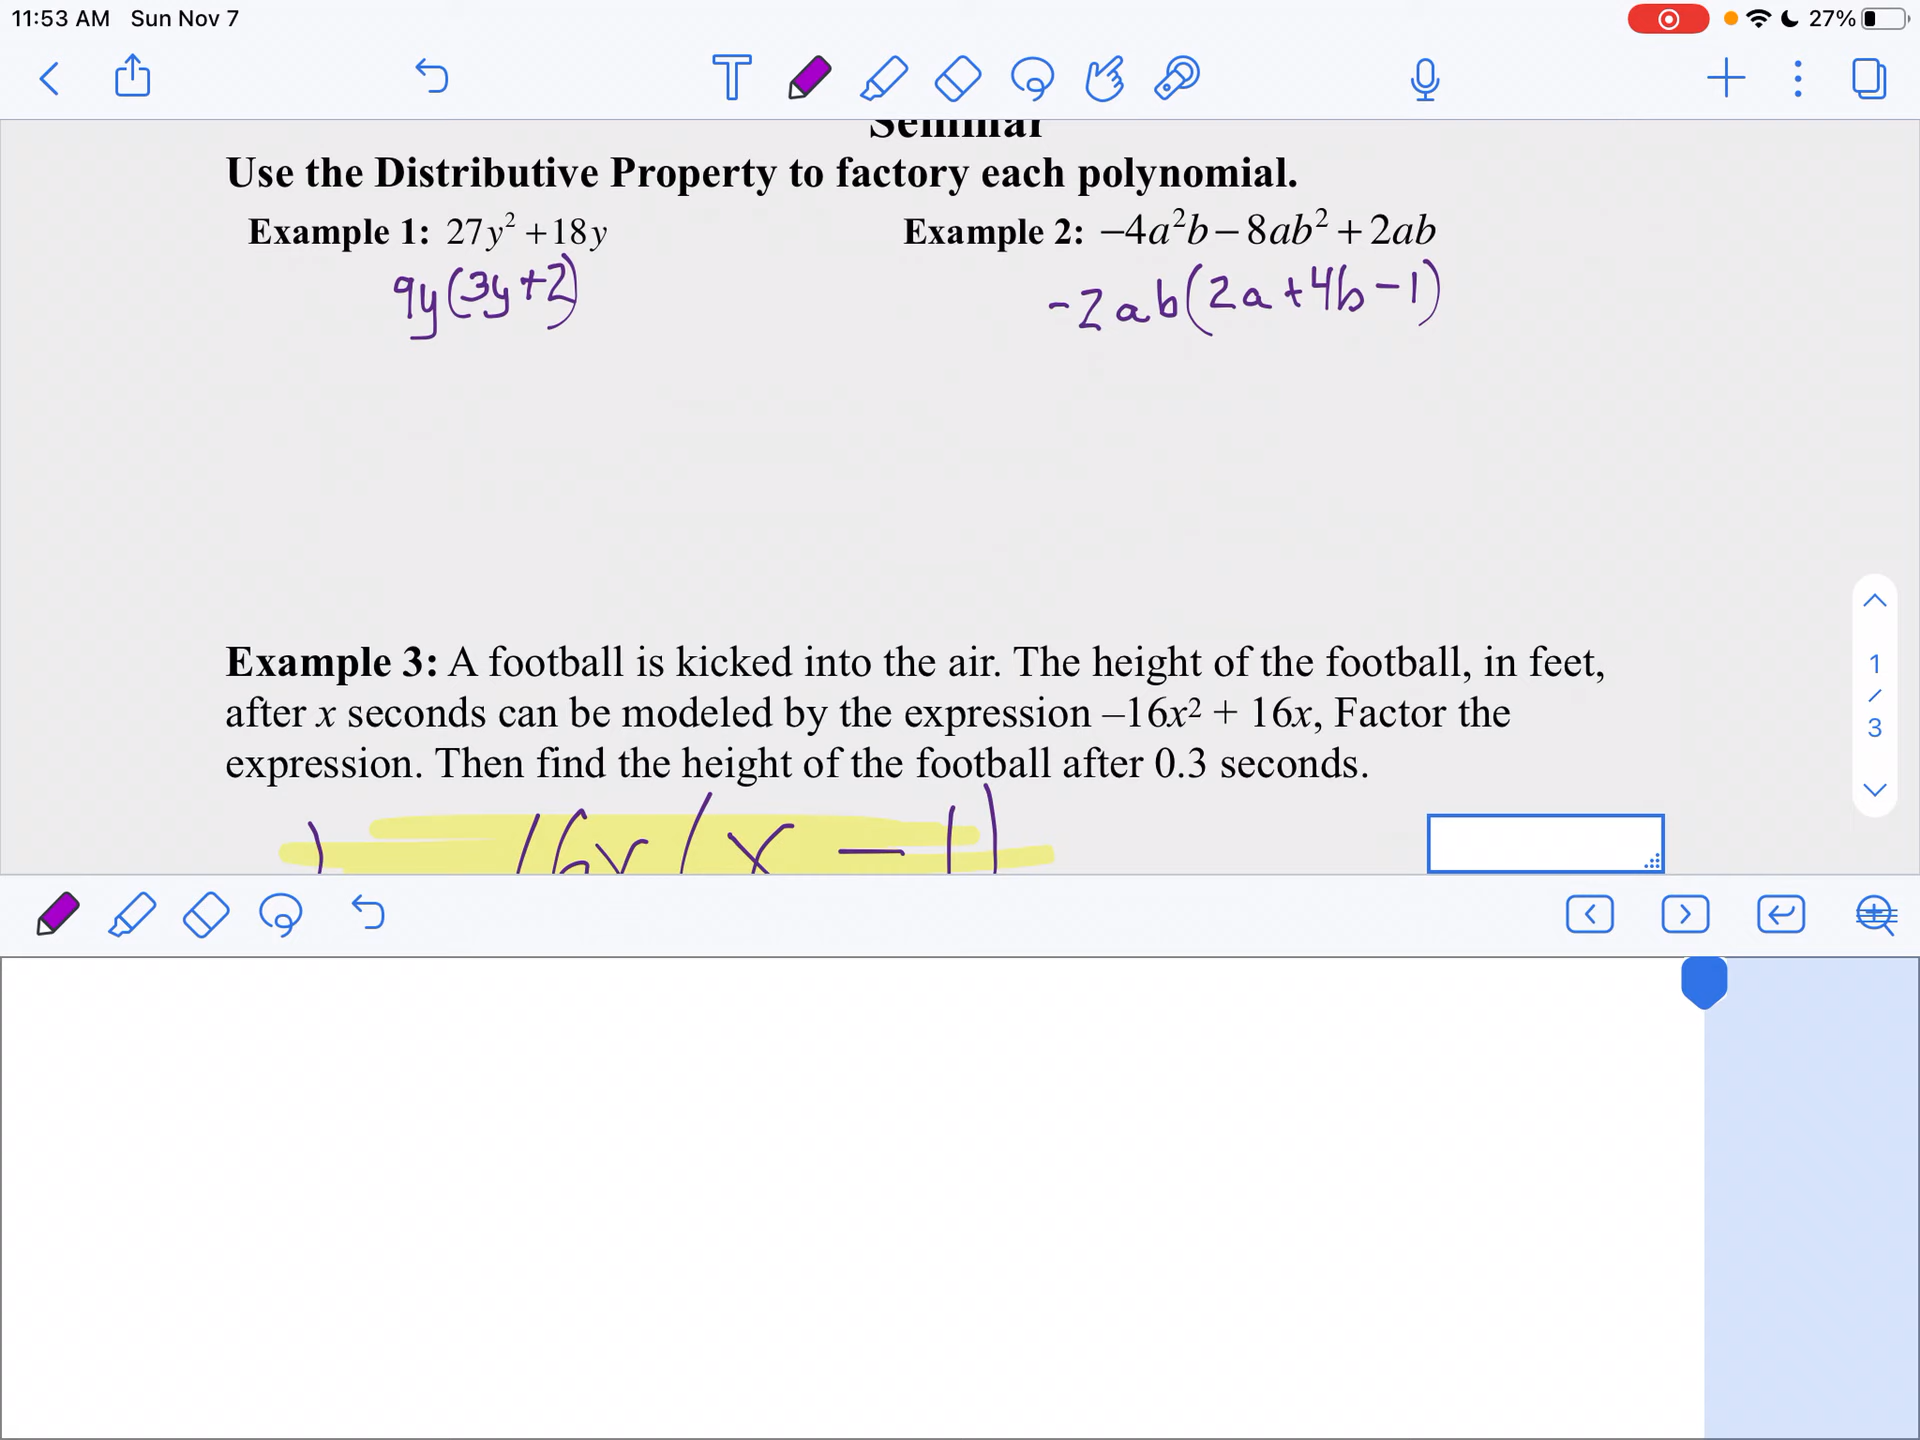 11:53 AM Sun Nov 7
27%
Seminar
Use the Distributive Property to factory each polynomial.
Example 1: 27y² +18y
Example 2: −4a²b−8ab²+2ab
9y(3y+2)
-2ab(2a+4b-1)
Example 3: A football is kicked into the air. The height of the football, in feet,
after x seconds can be modeled by the expression –16x² + 16x, Factor the
expression. Then find the height of the football after 0.3 seconds.
16x(x-1)
1
/
3